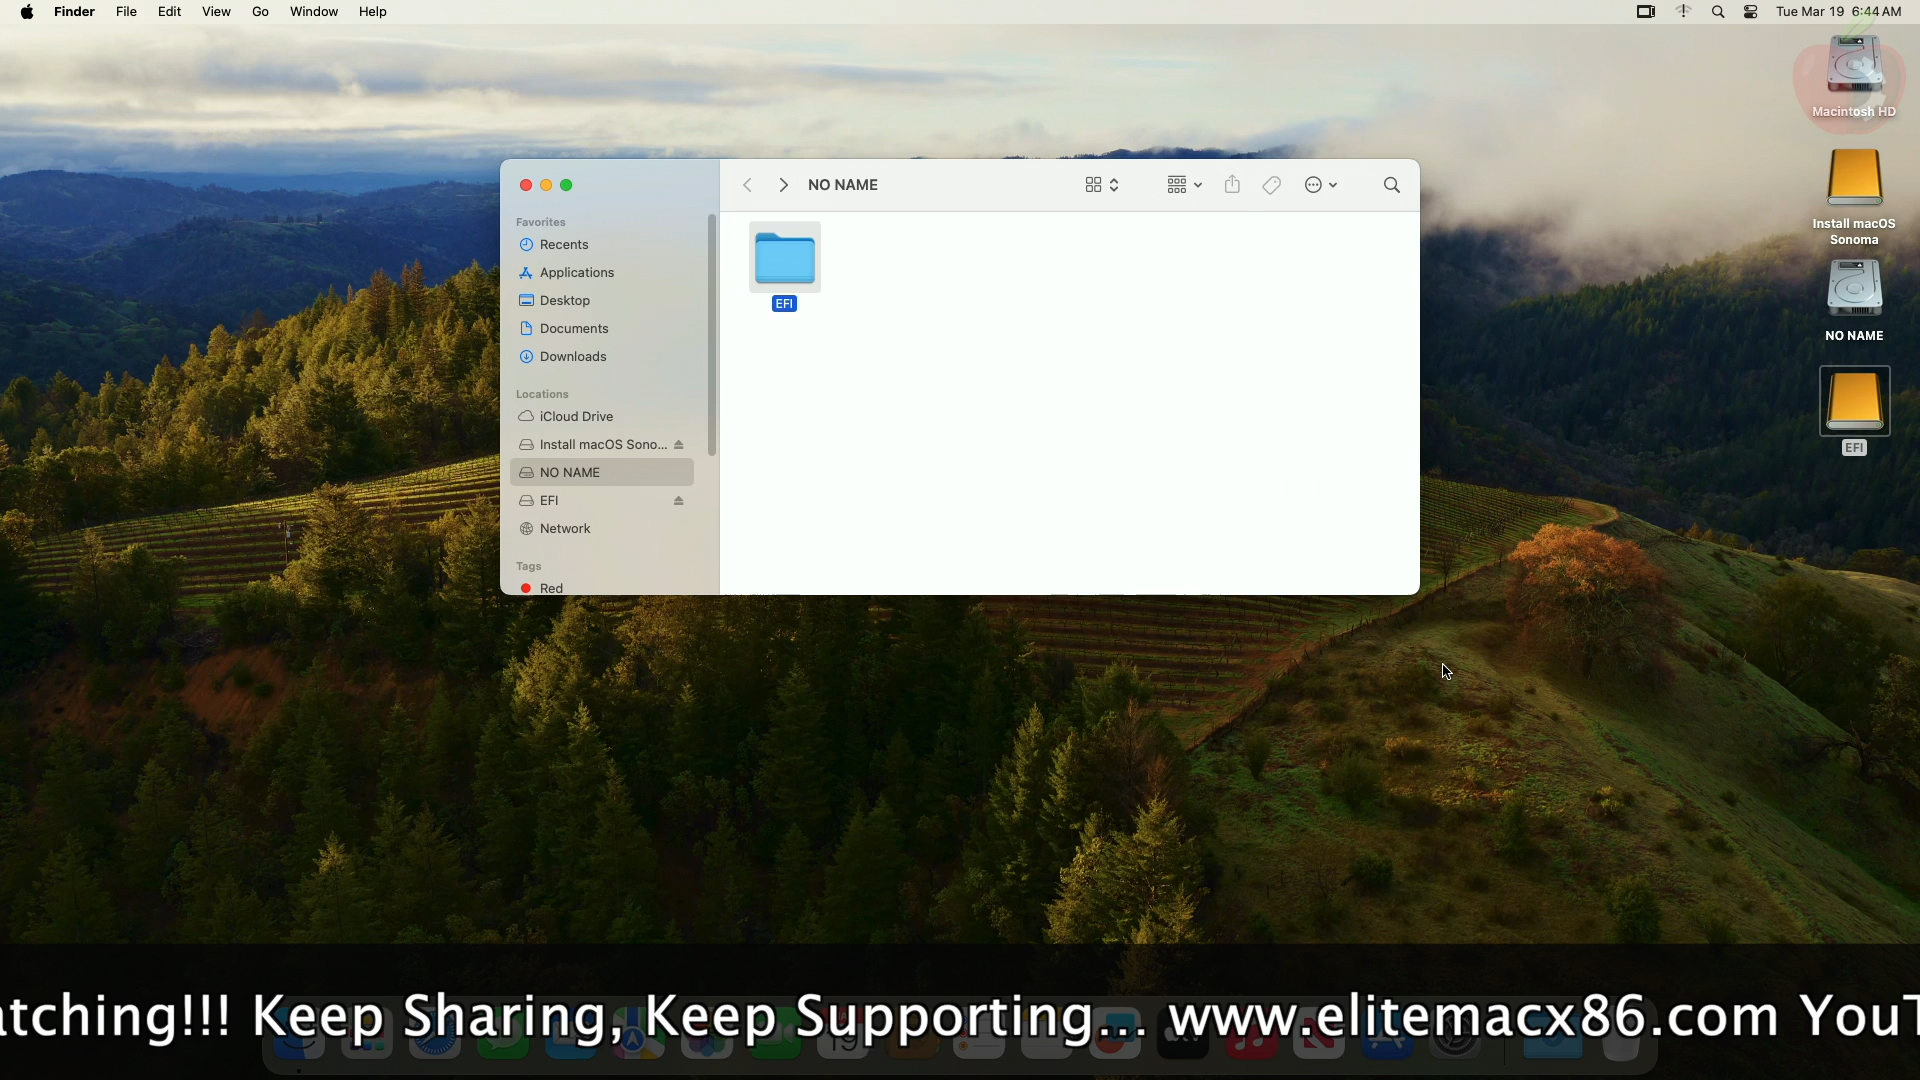 Finder File Edit View Go Window Help
Tue Mar 19 6:44 AM
Macintosh HD
Install macOS
Sonoma
NO NAME
EFI
NO NAME
EFI
Favorites
Recents
Applications
Desktop
Documents
Downloads
Locations
iCloud Drive
Install macOS Sono...
NO NAME
EFI
Network
Tags
Red
atching!!! Keep Sharing, Keep Supporting... www.elitemacx86.com YouT
19